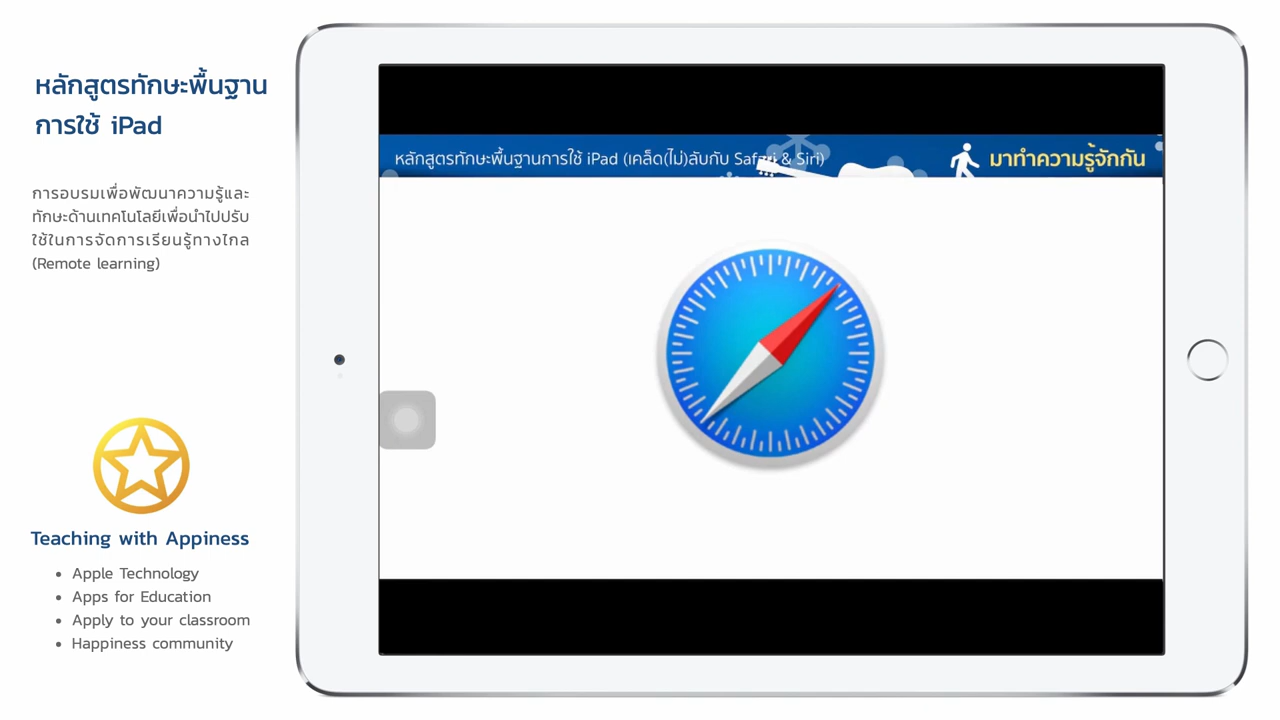 หลักสูตรทักษะพื้นฐาน
การใช้ iPad
การอบรมเพื่อพัฒนาความรู้และ
ทักษะด้านเทคโนโลยีเพื่อนำไปปรับ
ใช้ในการจัดการเรียนรู้ทางไกล
(Remote learning)
Teaching with Appiness
• Apple Technology
• Apps for Education
• Apply to your classroom
• Happiness community
หลักสูตรทักษะพื้นฐานการใช้ iPad (เคล็ด(ไม่)ลับกับ Safari & Siri)
มาทำความรู้จักกัน